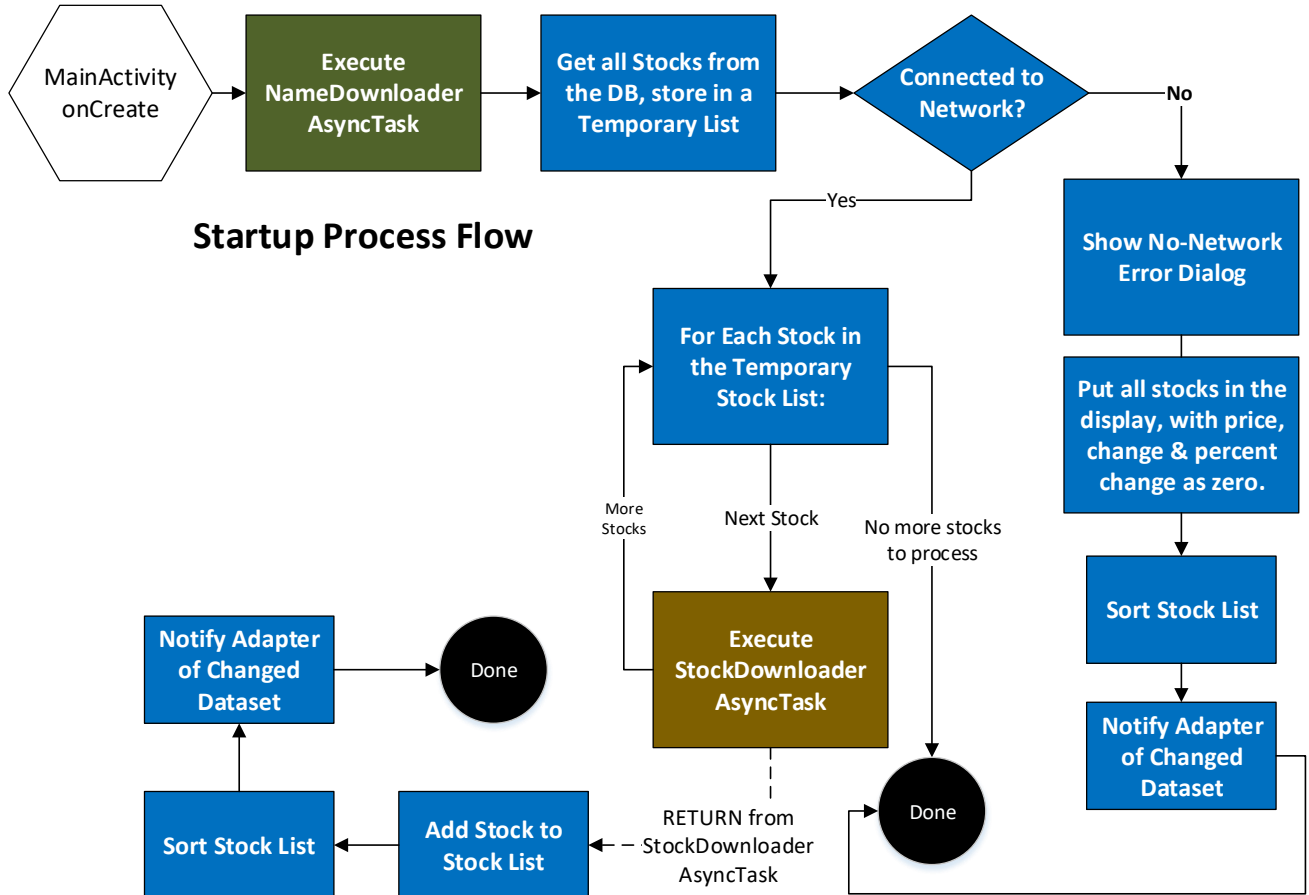 MainActivity
onCreate
Execute
NameDownloader
AsyncTask
Get all Stocks from
the DB, store in a
Temporary List
Connected to
Network?
No
Yes
Startup Process Flow
Show No-Network
Error Dialog
For Each Stock in
the Temporary
Stock List:
Put all stocks in the
display, with price,
change & percent
change as zero.
More
Stocks
Next Stock
No more stocks
to process
Sort Stock List
Execute
StockDownloader
AsyncTask
Notify Adapter
of Changed
Dataset
Done
Notify Adapter
of Changed
Dataset
Done
RETURN from
StockDownloader
AsyncTask
Add Stock to
Stock List
Sort Stock List